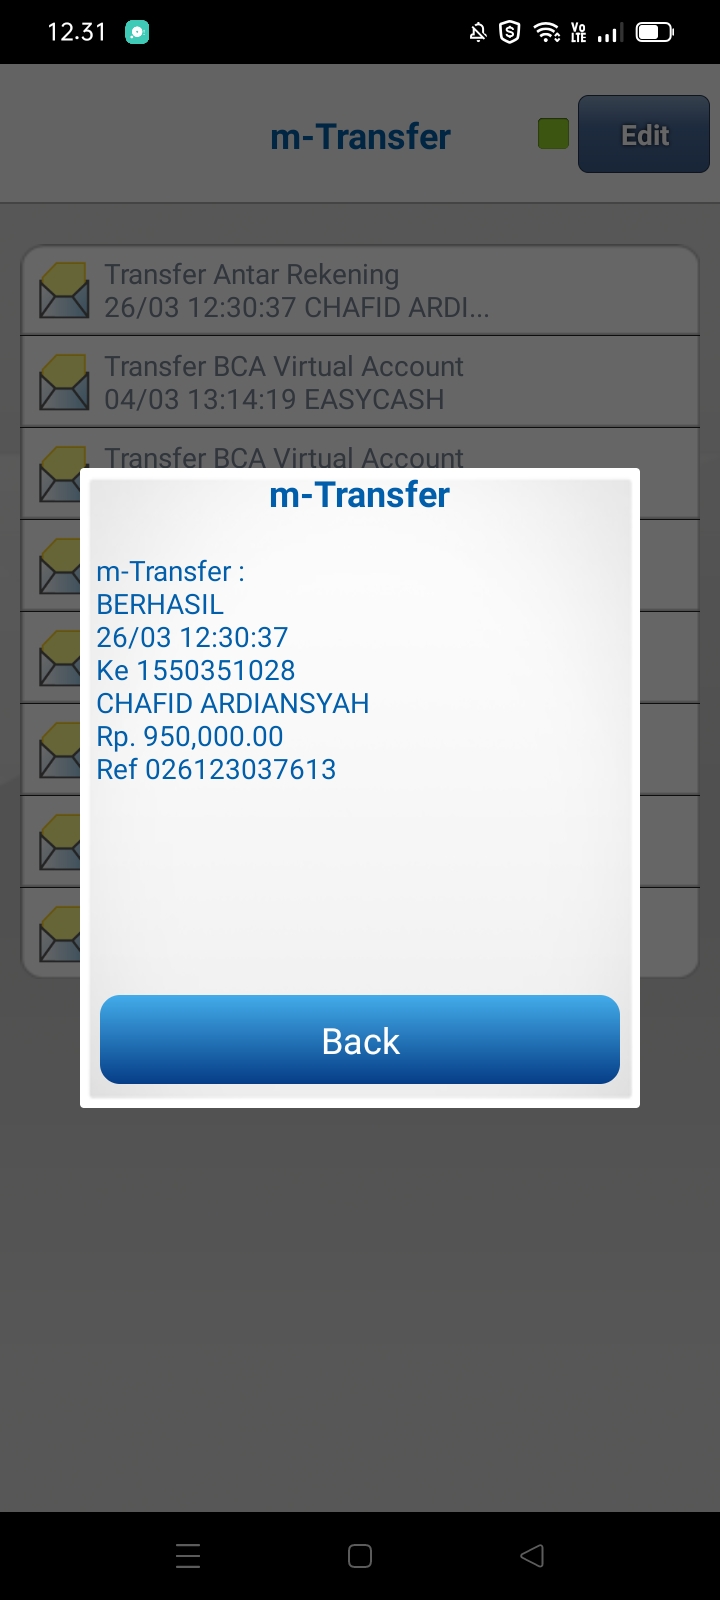 12.31
VoLTE
m-Transfer
Edit
Transfer Antar Rekening
26/03 12:30:37 CHAFID ARDI...
Transfer BCA Virtual Account
04/03 13:14:19 EASYCASH
Transfer BCA Virtual Account
m-Transfer
m-Transfer :
BERHASIL
26/03 12:30:37
Ke 1550351028
CHAFID ARDIANSYAH
Rp. 950,000.00
Ref 026123037613
Back